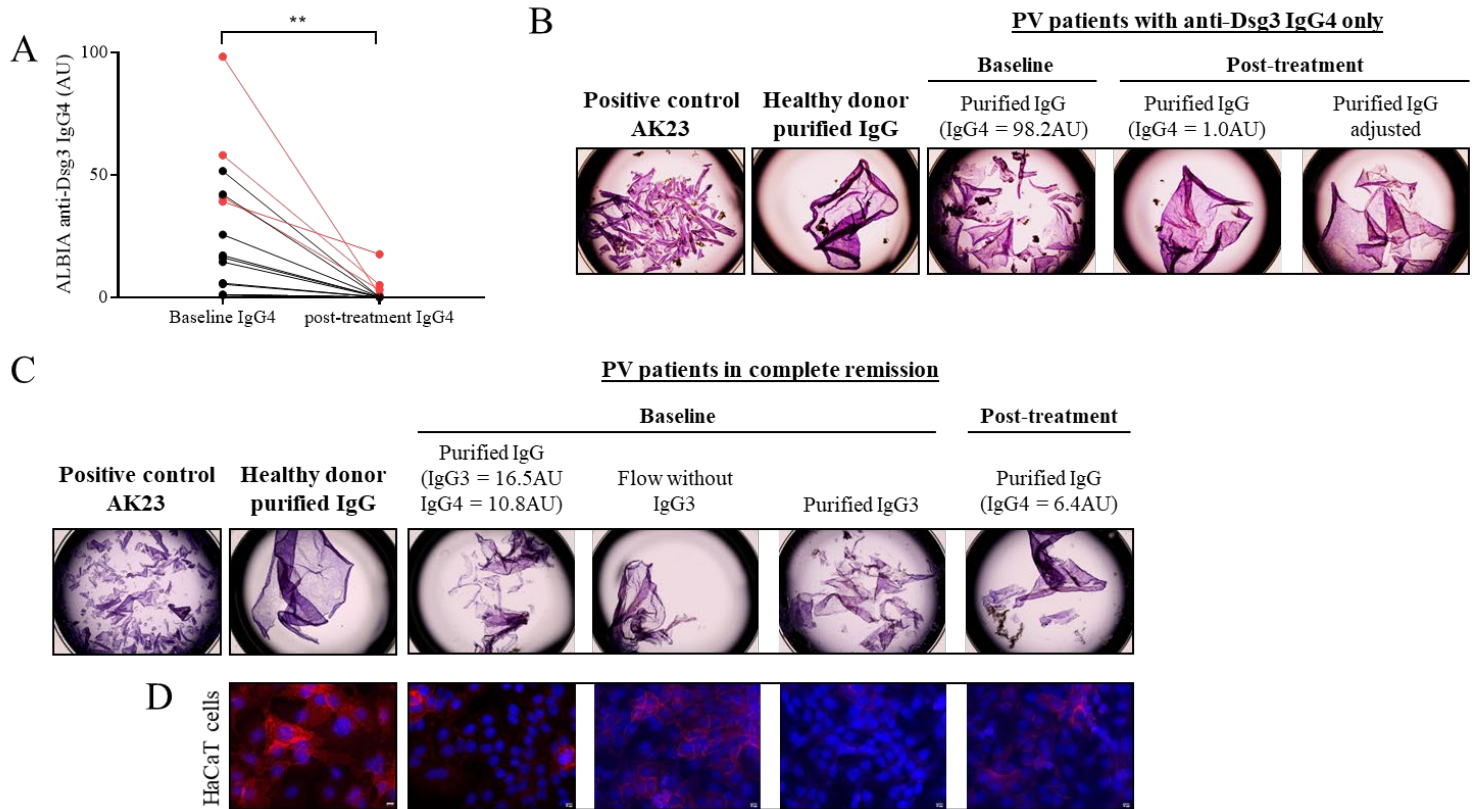 A
**
ALBIA anti-Dsg3 IgG4 (AU)
100
50
0
Baseline IgG4
post-treatment IgG4
B
PV patients with anti-Dsg3 IgG4 only
Baseline
Post-treatment
Positive control
AK23
Healthy donor
purified IgG
Purified IgG
(IgG4 = 98.2AU)
Purified IgG
(IgG4 = 1.0AU)
Purified IgG
adjusted
C
PV patients in complete remission
Baseline
Post-treatment
Positive control
AK23
Healthy donor
purified IgG
Purified IgG
(IgG3 = 16.5AU
IgG4 = 10.8AU)
Flow without
IgG3
Purified IgG3
Purified IgG
(IgG4 = 6.4AU)
D
HaCaT cells